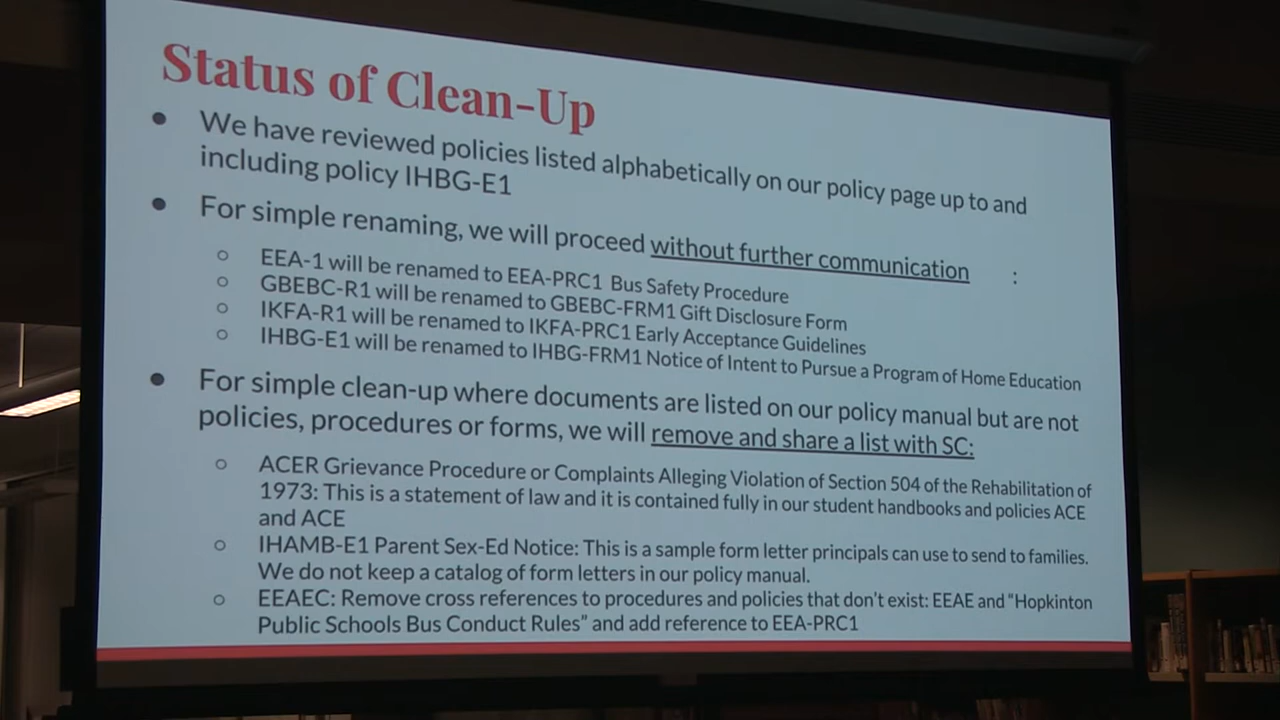 Status of Clean-Up
● We have reviewed policies listed alphabetically on our policy page up to and
including policy IHBG-E1
● For simple renaming, we will proceed without further communication :
○ EEA-1 will be renamed to EEA-PRC1 Bus Safety Procedure
○ GBEBC-R1 will be renamed to GBEBC-FRM1 Gift Disclosure Form
○ IKFA-R1 will be renamed to IKFA-PRC1 Early Acceptance Guidelines
○ IHBG-E1 will be renamed to IHBG-FRM1 Notice of Intent to Pursue a Program of Home Education
● For simple clean-up where documents are listed on our policy manual but are not
policies, procedures or forms, we will remove and share a list with SC:
○ ACER Grievance Procedure or Complaints Alleging Violation of Section 504 of the Rehabilitation of
1973: This is a statement of law and it is contained fully in our student handbooks and policies ACE
and ACE
○ IHAMB-E1 Parent Sex-Ed Notice: This is a sample form letter principals can use to send to families.
We do not keep a catalog of form letters in our policy manual.
○ EEAEC: Remove cross references to procedures and policies that don't exist: EEAE and “Hopkinton
Public Schools Bus Conduct Rules” and add reference to EEA-PRC1